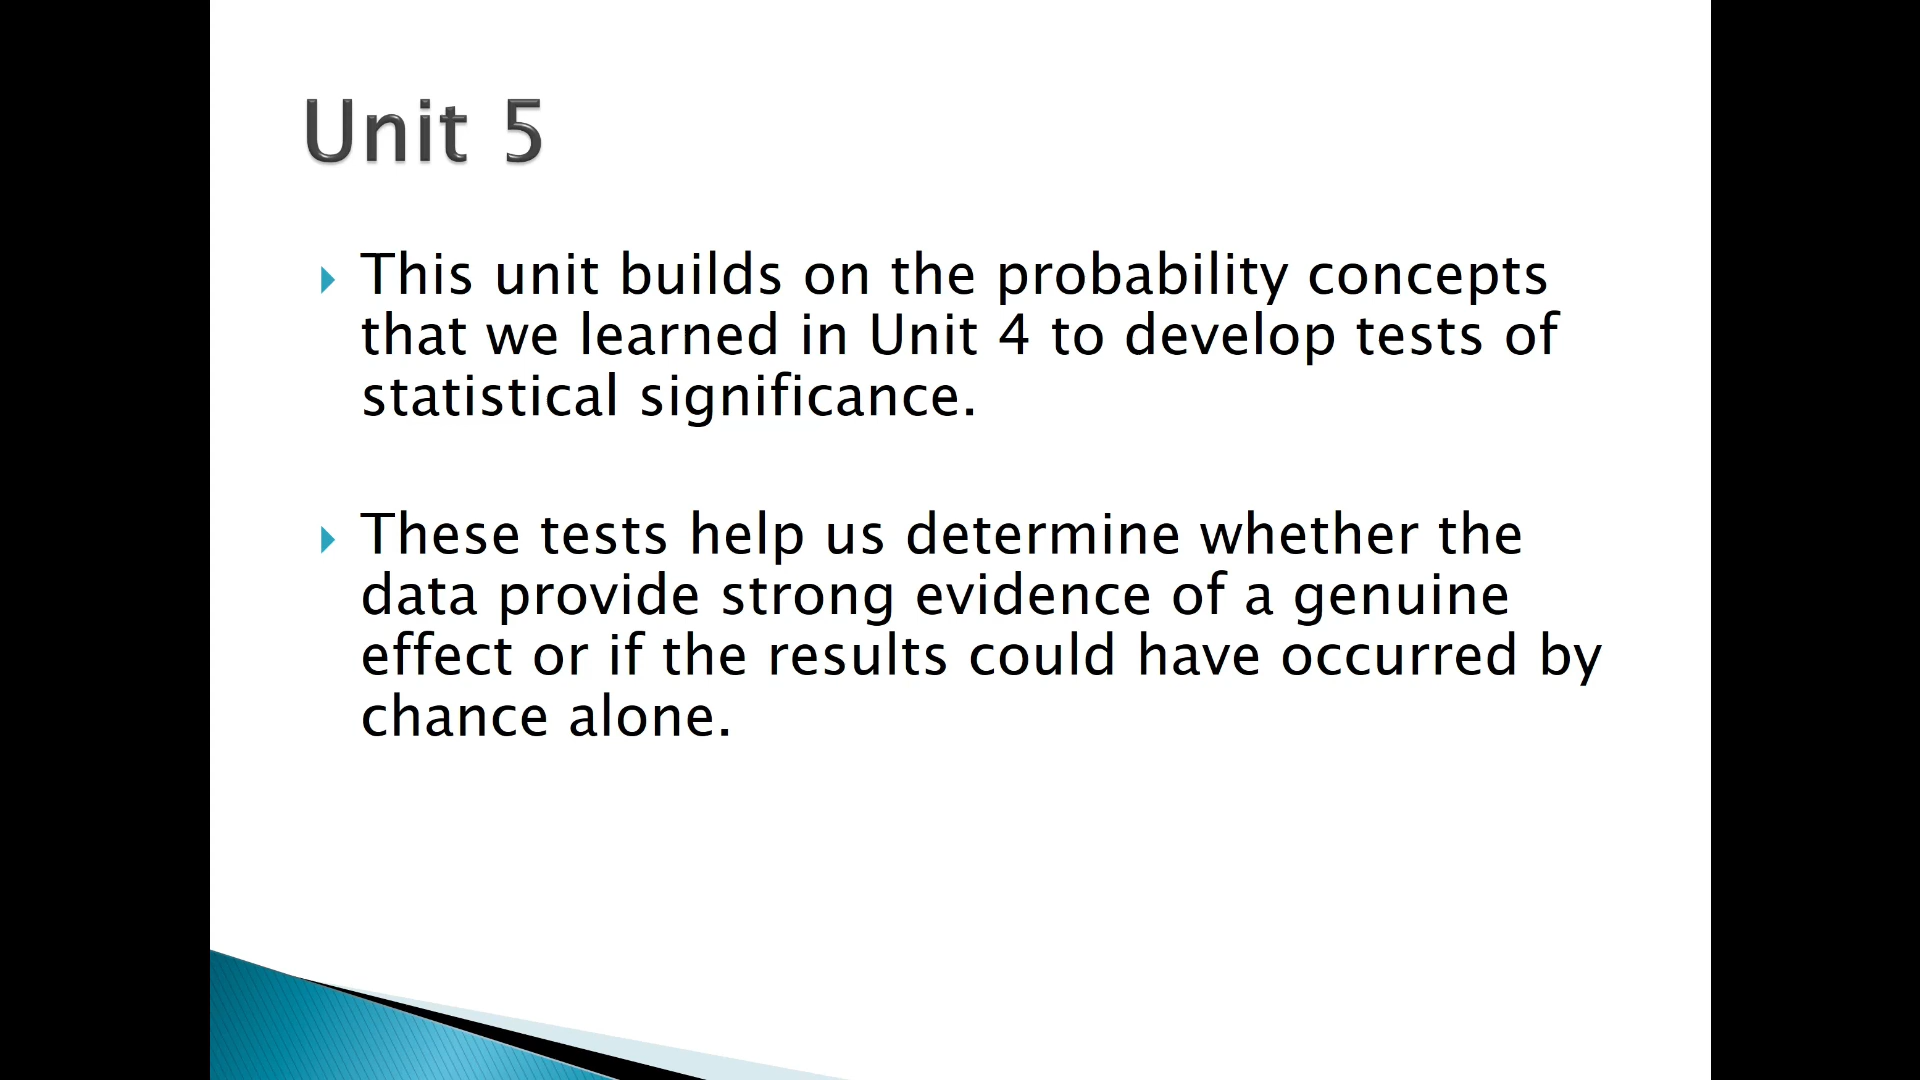 Unit 5
This unit builds on the probability concepts
that we learned in Unit 4 to develop tests of
statistical significance.
These tests help us determine whether the
data provide strong evidence of a genuine
effect or if the results could have occurred by
chance alone.